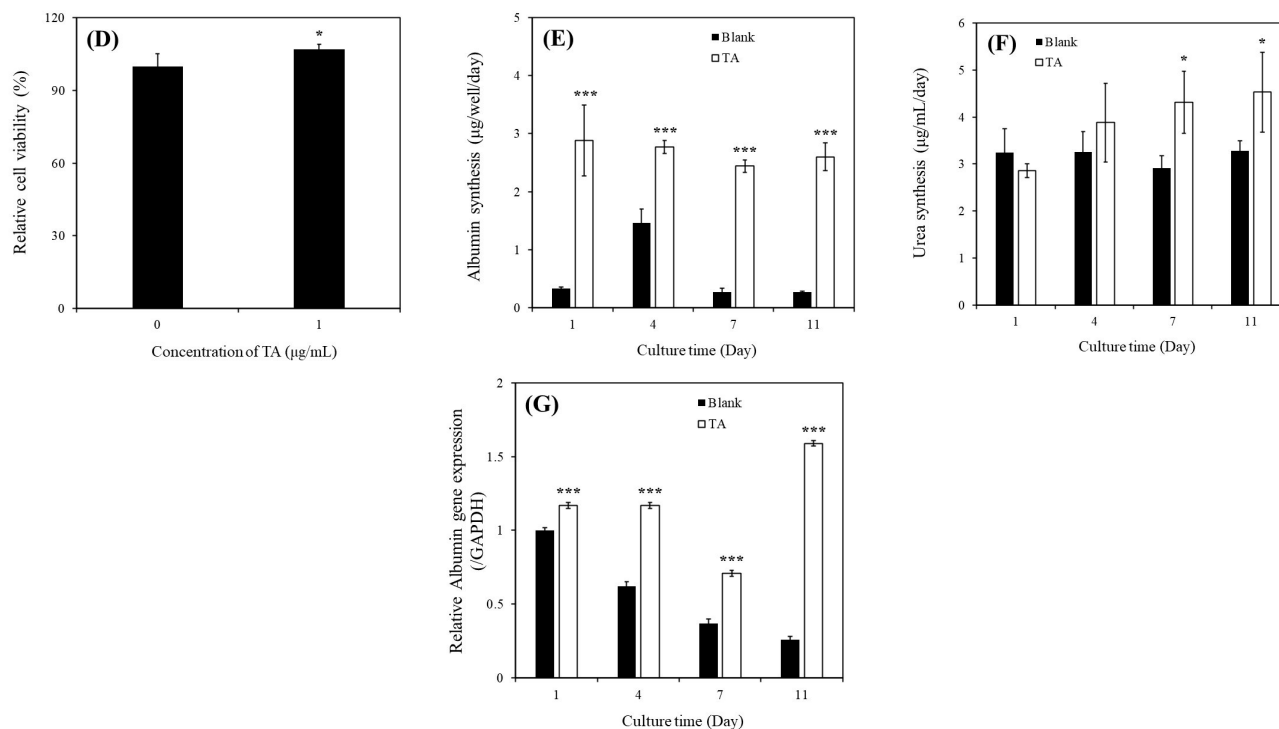 (D)
Relative cell viability (%)
120
90
60
30
0
0 1
*
Concentration of TA (μg/mL)
(E)
Blank
TA
Albumin synthesis (μg/well/day)
5
4
3
2
1
0
*** *** *** ***
1 4 7 11
Culture time (Day)
(F)
Blank
TA
Urea synthesis (μg/mL/day)
6
5
4
3
2
1
0
* *
1 4 7 11
Culture time (Day)
(G)
Blank
TA
Relative Albumin gene expression
(/GAPDH)
2
1.5
1
0.5
0
*** *** *** ***
1 4 7 11
Culture time (Day)